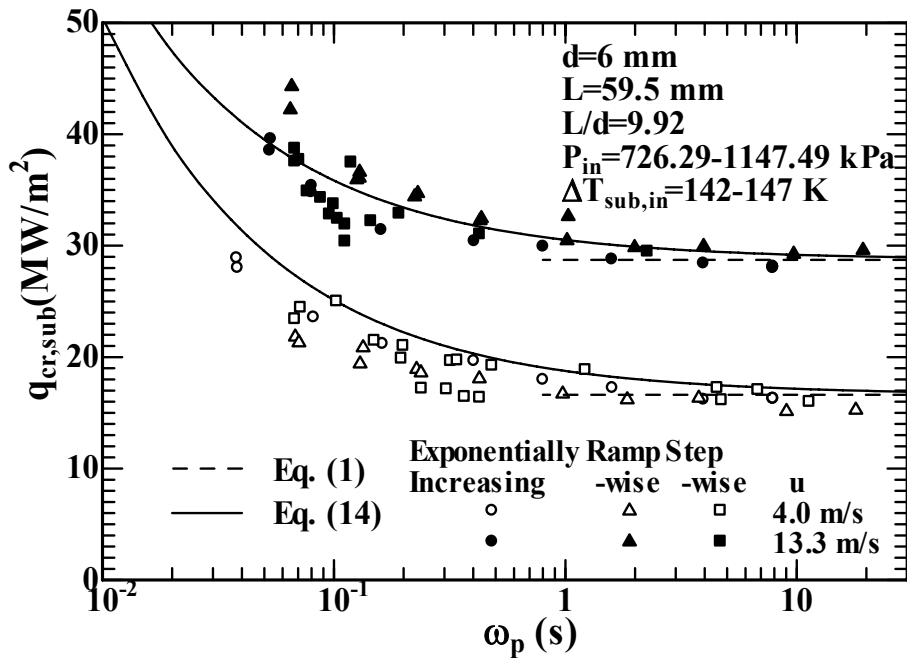 50
40
30
20
10
0
q_cr,sub(MW/m^2)
d=6 mm
L=59.5 mm
L/d=9.92
P_in=726.29-1147.49 kPa
ΔT_sub,in=142-147 K
Exponentially Ramp Step
Increasing -wise -wise u
4.0 m/s
13.3 m/s
Eq. (1)
Eq. (14)
10^-2 10^-1 1 10
ω_p (s)